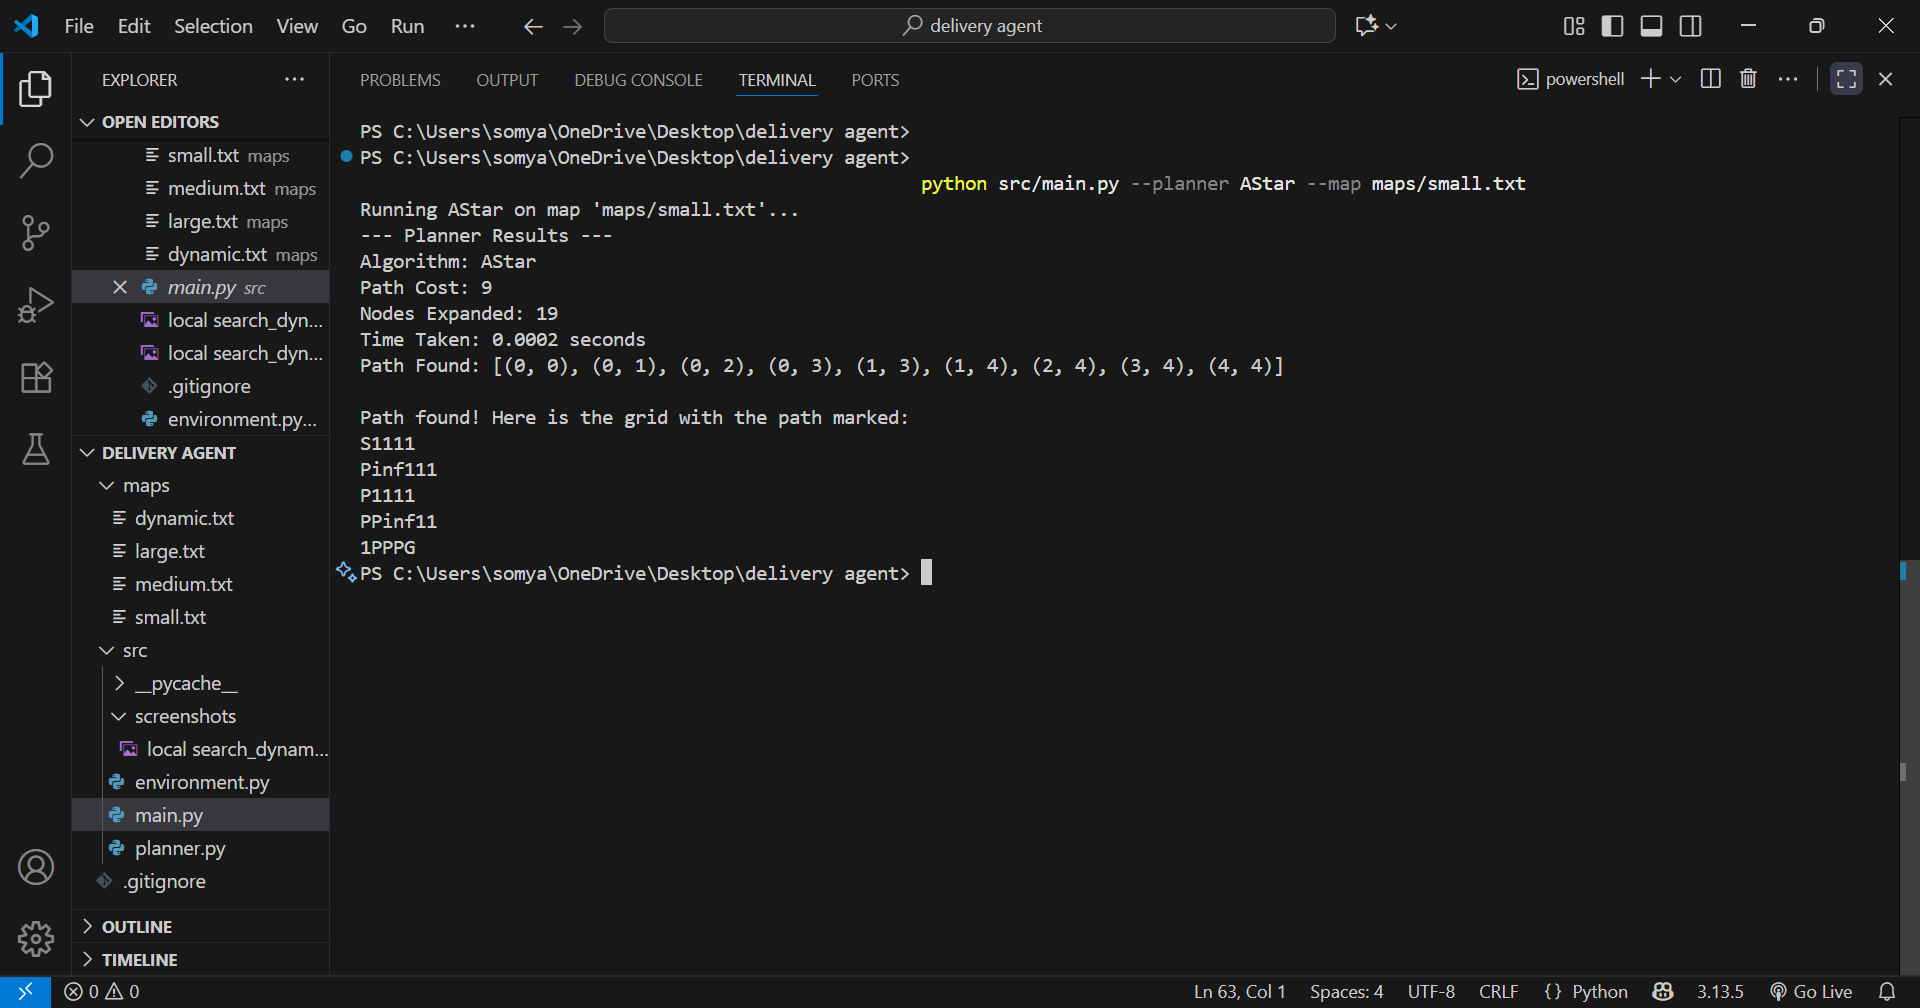 File Edit Selection View Go Run ··· delivery agent
EXPLORER ···
OPEN EDITORS
small.txt maps
medium.txt maps
large.txt maps
dynamic.txt maps
main.py src
local search_dyn...
local search_dyn...
.gitignore
environment.py...
DELIVERY AGENT
maps
dynamic.txt
large.txt
medium.txt
small.txt
src
__pycache__
screenshots
local search_dynam...
environment.py
main.py
planner.py
.gitignore
OUTLINE
TIMELINE
PROBLEMS OUTPUT DEBUG CONSOLE TERMINAL PORTS powershell ···
PS C:\Users\somya\OneDrive\Desktop\delivery agent>
PS C:\Users\somya\OneDrive\Desktop\delivery agent>
python src/main.py --planner AStar --map maps/small.txt
Running AStar on map 'maps/small.txt'...
--- Planner Results ---
Algorithm: AStar
Path Cost: 9
Nodes Expanded: 19
Time Taken: 0.0002 seconds
Path Found: [(0, 0), (0, 1), (0, 2), (0, 3), (1, 3), (1, 4), (2, 4), (3, 4), (4, 4)]
Path found! Here is the grid with the path marked:
S1111
Pinf111
P1111
PPinf11
1PPPG
PS C:\Users\somya\OneDrive\Desktop\delivery agent>
0 0 Ln 63, Col 1 Spaces: 4 UTF-8 CRLF {} Python 3.13.5 Go Live